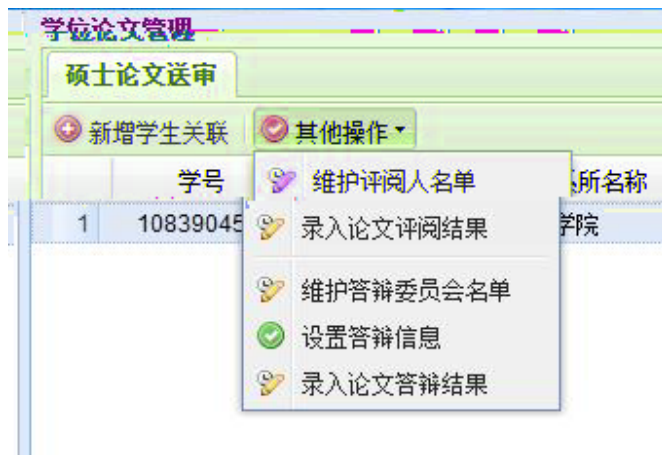 学位论文管理
硕士论文送审
新增学生关联 其他操作
学号 所名称
维护评阅人名单
1 10839045 学院
录入论文评阅结果
维护答辩委员会名单
设置答辩信息
录入论文答辩结果